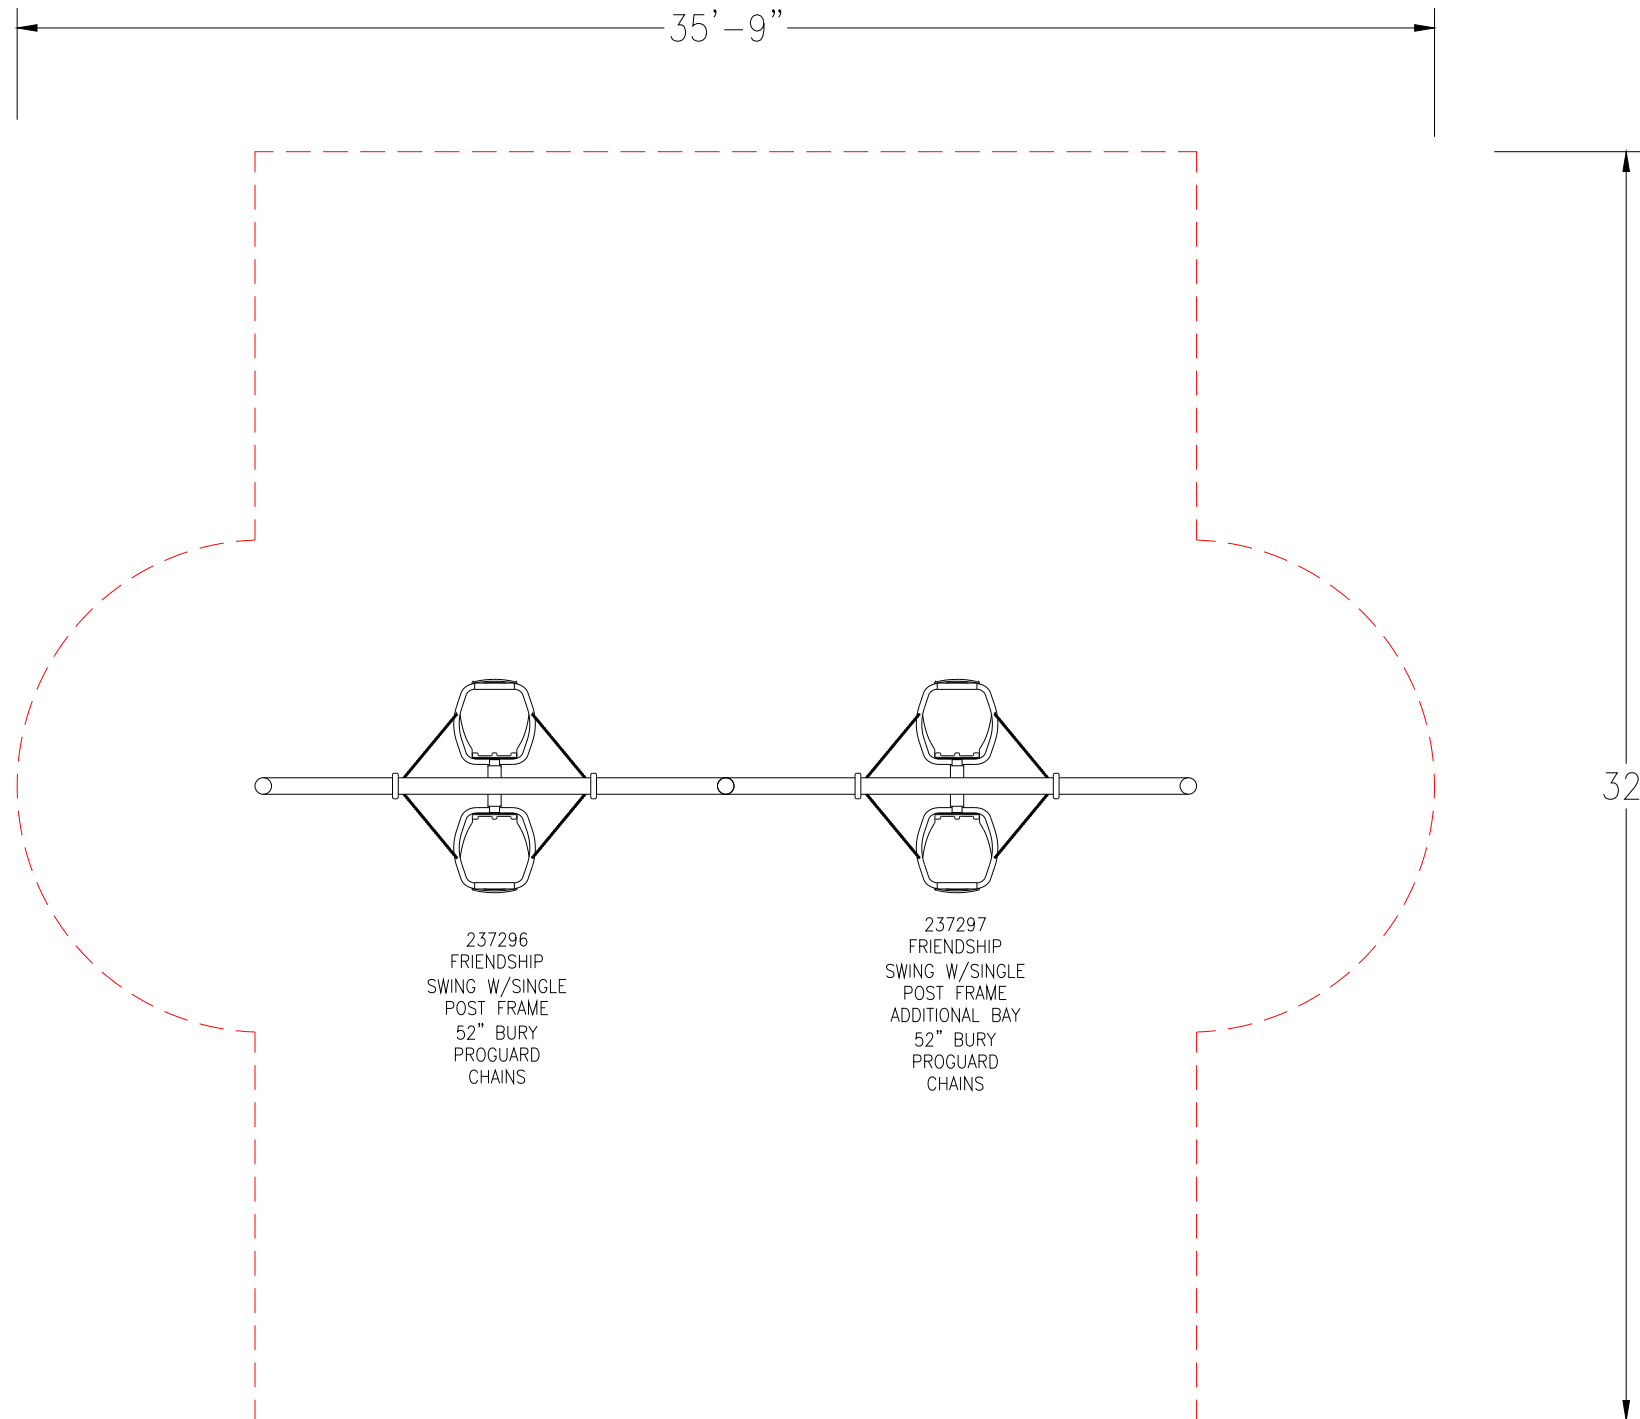 35'-9"
32
237296
FRIENDSHIP
SWING W/SINGLE
POST FRAME
52" BURY
PROGUARD
CHAINS
237297
FRIENDSHIP
SWING W/SINGLE
POST FRAME
ADDITIONAL BAY
52" BURY
PROGUARD
CHAINS